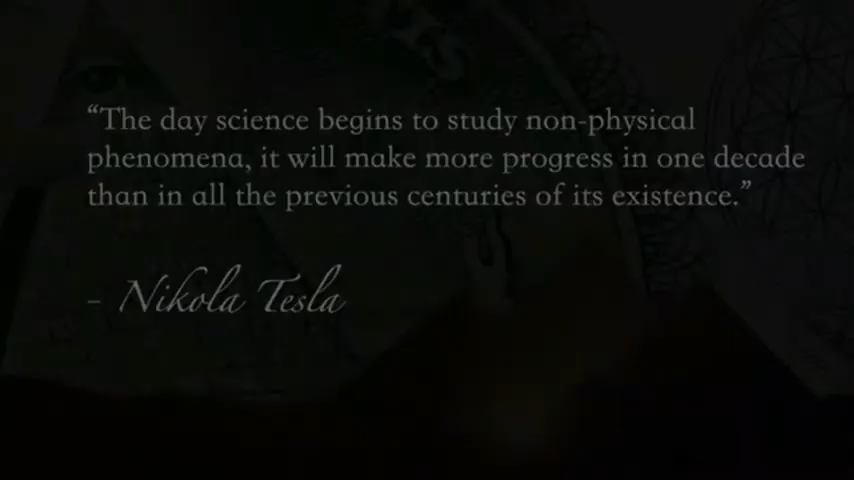 “The day science begins to study non-physical
phenomena, it will make more progress in one decade
than in all the previous centuries of its existence.”
- Nikola Tesla